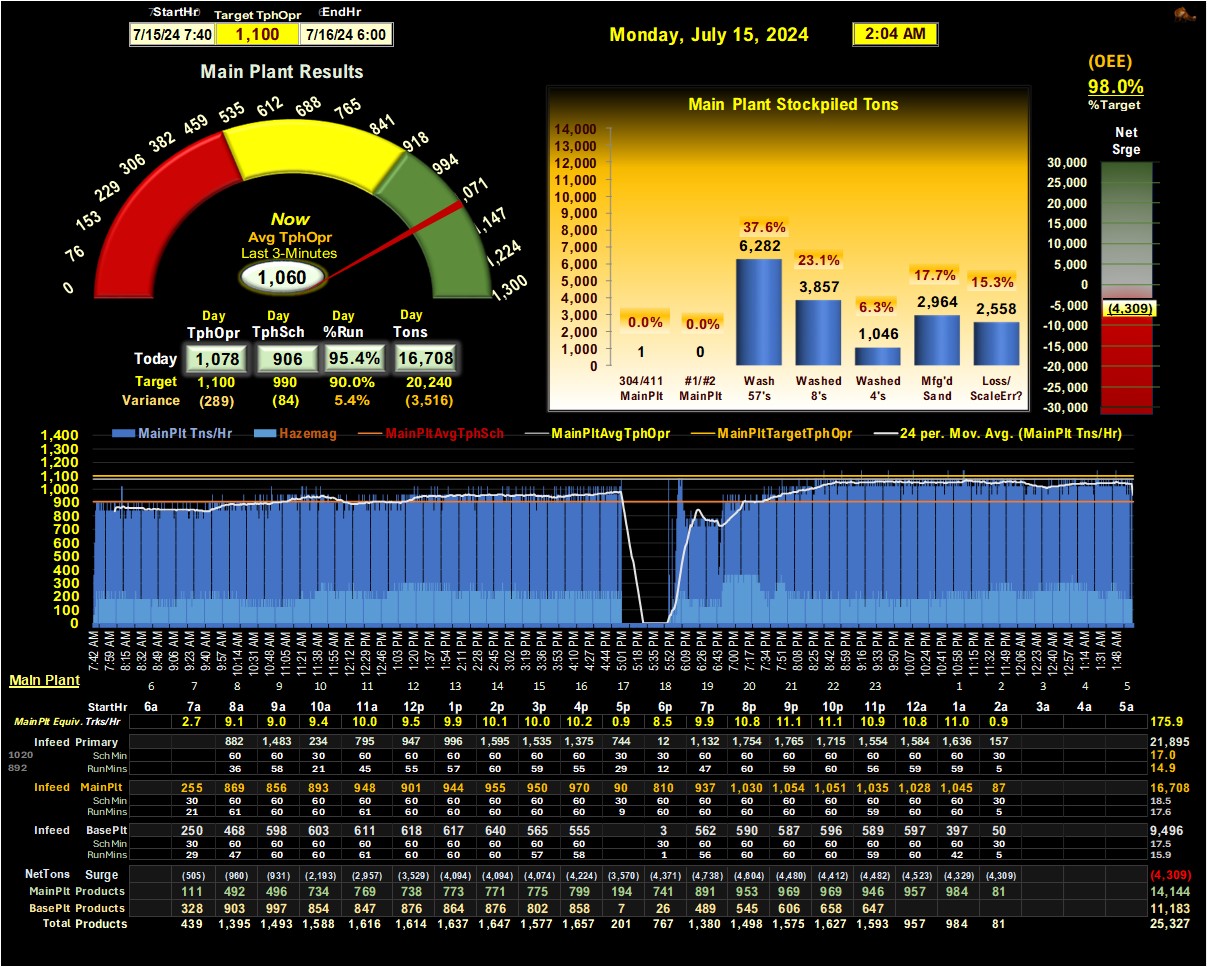 StartHr Target TphOpr EndHr
7/15/24 7:40 1,100 7/16/24 6:00
Monday, July 15, 2024 2:04 AM
(OEE)
98.0%
%Target
Main Plant Results
0 76 153 229 306 382 459 535 612 688 765 841 918 994 ,071 1,147 1,224 1,300
Now
Avg TphOpr
Last 3-Minutes
1,060
Day Day Day Day
TphOpr TphSch %Run Tons
Today 1,078 906 95.4% 16,708
Target 1,100 990 90.0% 20,240
Variance (289) (84) 5.4% (3,516)
Main Plant Stockpiled Tons
14,000
13,000
12,000
11,000
10,000
9,000
8,000
7,000
6,000
5,000
4,000
3,000
2,000
1,000
0
0.0% 0.0% 37.6% 23.1% 6.3% 17.7% 15.3%
1 0 6,282 3,857 1,046 2,964 2,558
304/411 #1/#2 Wash Washed Washed Mfg'd Loss/
MainPlt MainPlt 57's 8's 4's Sand ScaleErr?
Net
Srge
30,000
25,000
20,000
15,000
10,000
5,000
0
-5,000
-10,000
-15,000
-20,000
-25,000
-30,000
(4,309)
MainPlt Tns/Hr Hazemag MainPltAvgTphSch MainPltAvgTphOpr MainPltTargetTphOpr 24 per. Mov. Avg. (MainPlt Tns/Hr)
1,400
1,300
1,200
1,100
1,000
900
800
700
600
500
400
300
200
100
0
7:42 AM 7:58 AM 8:15 AM 8:32 AM 8:49 AM 9:06 AM 9:23 AM 9:40 AM 9:57 AM 10:14 AM 10:31 AM 10:48 AM 11:05 AM 11:21 AM 11:38 AM 11:55 AM 12:12 PM 12:29 PM 12:46 PM 1:03 PM 1:20 PM 1:37 PM 1:54 PM 2:11 PM 2:28 PM 2:45 PM 3:02 PM 3:19 PM 3:36 PM 3:53 PM 4:10 PM 4:27 PM 4:44 PM 5:01 PM 5:18 PM 5:35 PM 5:52 PM 6:09 PM 6:26 PM 6:43 PM 7:00 PM 7:17 PM 7:34 PM 7:51 PM 8:08 PM 8:25 PM 8:42 PM 8:59 PM 9:16 PM 9:33 PM 9:50 PM 10:07 PM 10:24 PM 10:41 PM 10:58 PM 11:15 PM 11:32 PM 11:49 PM 12:06 AM 12:23 AM 12:40 AM 12:57 AM 1:14 AM 1:31 AM 1:48 AM
Main Plant 6 7 8 9 10 11 12 13 14 15 16 17 18 19 20 21 22 23 1 2 3 4 5
StartHr 6a 7a 8a 9a 10a 11a 12p 1p 2p 3p 4p 5p 6p 7p 8p 9p 10p 11p 12a 1a 2a 3a 4a 5a
MainPlt Equiv. Trks/Hr 2.7 9.1 9.0 9.4 10.0 9.5 9.9 10.1 10.0 10.2 0.9 8.5 9.9 10.8 11.1 11.1 10.9 10.8 11.0 0.9 175.9
Infeed Primary 882 1,483 234 795 947 996 1,595 1,535 1,375 744 12 1,132 1,754 1,765 1,715 1,554 1,584 1,636 157 21,895
1020 Sch Min 60 60 30 60 60 60 60 60 60 30 30 60 60 60 60 60 60 60 30 17.0
892 RunMins 36 58 21 45 55 57 60 59 55 29 12 47 60 59 60 56 59 59 5 14.9
Infeed MainPlt 255 869 856 893 948 901 944 955 950 970 90 810 937 1,030 1,054 1,051 1,035 1,028 1,045 87 16,708
Sch Min 30 60 60 60 60 60 60 60 60 60 30 60 60 60 60 60 60 60 60 30 18.5
RunMins 21 61 60 60 61 60 60 60 60 60 9 56 60 60 60 60 59 60 60 5 17.6
Infeed BasePlt 250 468 598 603 611 618 617 640 565 555 3 562 590 587 596 589 597 397 50 9,496
Sch Min 30 60 60 60 60 60 60 60 60 60 30 60 60 60 60 60 60 60 30 17.5
RunMins 29 47 60 60 61 60 60 60 57 58 1 56 60 60 60 59 60 42 5 15.9
NetTons Surge (505) (960) (931) (2,193) (2,957) (3,529) (4,094) (4,094) (4,074) (4,224) (3,570) (4,371) (4,738) (4,604) (4,480) (4,412) (4,482) (4,523) (4,329) (4,309) (4,309)
MainPlt Products 111 492 496 734 769 738 773 771 775 799 194 741 891 953 969 969 946 957 984 81 14,144
BasePlt Products 328 903 997 854 847 876 864 876 802 858 7 26 489 545 606 658 647 11,183
Total Products 439 1,395 1,493 1,588 1,616 1,614 1,637 1,647 1,577 1,657 201 767 1,380 1,498 1,575 1,627 1,593 957 984 81 25,327